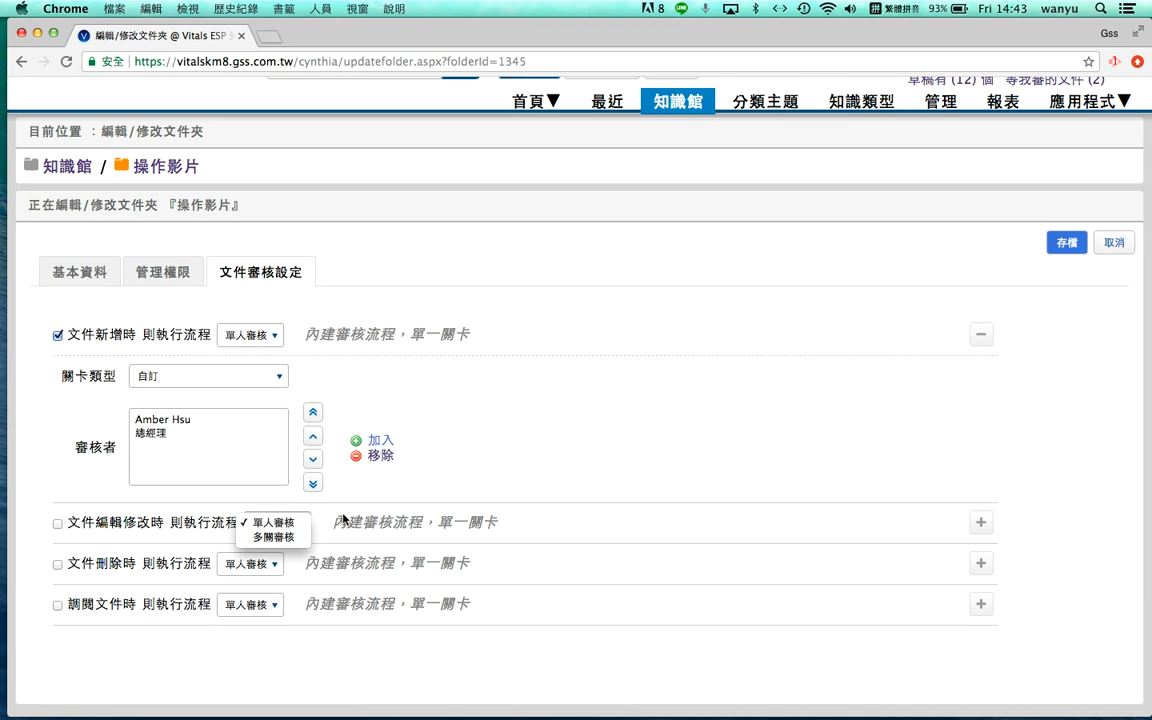 Chrome 檔案 編輯 檢視 歷史紀錄 書籤 人員 視窗 說明 8 繁體拼音 93% Fri 14:43 wanyu
編輯/修改文件夾 @ Vitals ESP Gss
安全 https://vitalskm8.gss.com.tw/cynthia/updatefolder.aspx?folderId=1345
草稿有 (12) 個 等我審的文件 (2)
首頁▼ 最近 知識館 分類主題 知識類型 管理 報表 應用程式▼
目前位置 : 編輯/修改文件夾
知識館 / 操作影片
正在編輯/修改文件夾 『操作影片』
存檔 取消
基本資料 管理權限 文件審核設定
文件新增時 則執行流程 單人審核 內建審核流程，單一關卡
關卡類型 自訂
審核者
Amber Hsu
總經理
加入
移除
文件編輯修改時 則執行流程 ✓ 單人審核 內建審核流程，單一關卡
多關審核
文件刪除時 則執行流程 單人審核 內建審核流程，單一關卡
調閱文件時 則執行流程 單人審核 內建審核流程，單一關卡